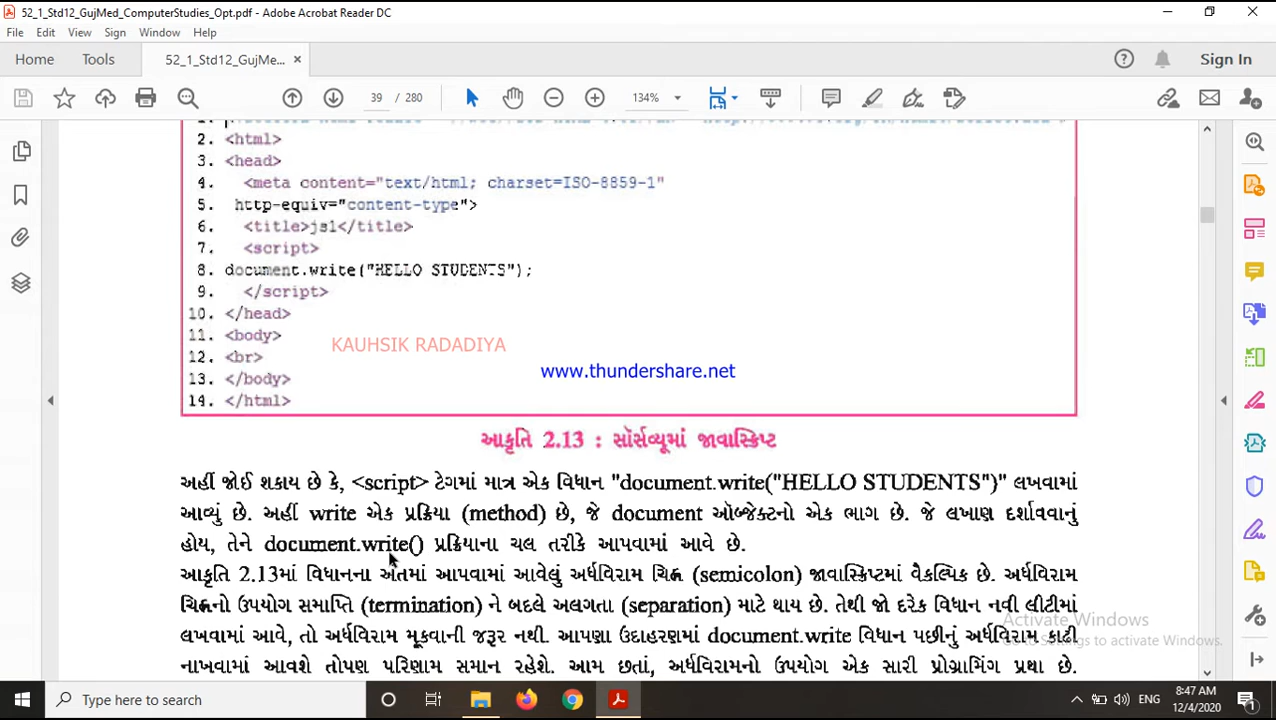 52_1_Std12_GujMed_ComputerStudies_Opt.pdf - Adobe Acrobat Reader DC
File Edit View Sign Window Help
Home Tools 52_1_Std12_GujMe... × Sign In
39 / 280 134%
2. <html>
3. <head>
4. <meta content="text/html; charset=ISO-8859-1"
5. http-equiv="content-type">
6. <title>js1</title>
7. <script>
8. document.write("HELLO STUDENTS");
9. </script>
10. </head>
11. <body>
KAUHSIK RADADIYA
12. <br>
www.thundershare.net
13. </body>
14. </html>
આકૃતિ 2.13 : સૉર્સવ્યૂમાં જાવાસ્ક્રિપ્ટ
અહીં જોઈ શકાય છે કે, <script> ટેગમાં માત્ર એક વિધાન "document.write("HELLO STUDENTS")" લખવામાં
આવ્યું છે. અહીં write એક પ્રક્રિયા (method) છે, જે document ઑબ્જેક્ટનો એક ભાગ છે. જે લખાણ દર્શાવવાનું
હોય, તેને document.write() પ્રક્રિયાના ચલ તરીકે આપવામાં આવે છે.
આકૃતિ 2.13માં વિધાનના અંતમાં આપવામાં આવેલું અર્ધવિરામ ચિહ્ન (semicolon) જાવાસ્ક્રિપ્ટમાં વૈકલ્પિક છે. અર્ધવિરામ
ચિહ્નનો ઉપયોગ સમાપ્તિ (termination) ને બદલે અલગતા (separation) માટે થાય છે. તેથી જો દરેક વિધાન નવી લીટીમાં
Activate Windows
લખવામાં આવે, તો અર્ધવિરામ મૂકવાની જરૂર નથી. આપણા ઉદાહરણમાં document.write વિધાન પછીનું અર્ધવિરામ કાઢી
Go to Settings to activate Windows.
નાખવામાં આવશે તોપણ પરિણામ સમાન રહેશે. આમ છતાં, અર્ધવિરામનો ઉપયોગ એક સારી પ્રોગ્રામિંગ પ્રથા છે.
Type here to search
ENG
8:47 AM
12/4/2020
1